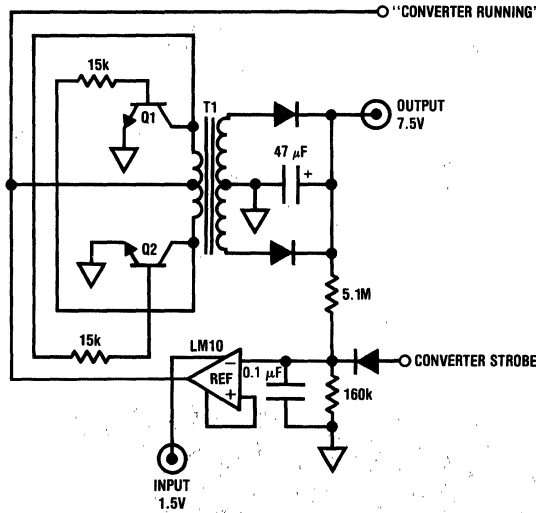 "CONVERTER RUNNING"
15k
T1
Q1
OUTPUT
7.5V
47 μF
+
Q2
5.1M
15k
LM10
−
CONVERTER STROBE
REF
0.1 μF
+
160k
INPUT
1.5V